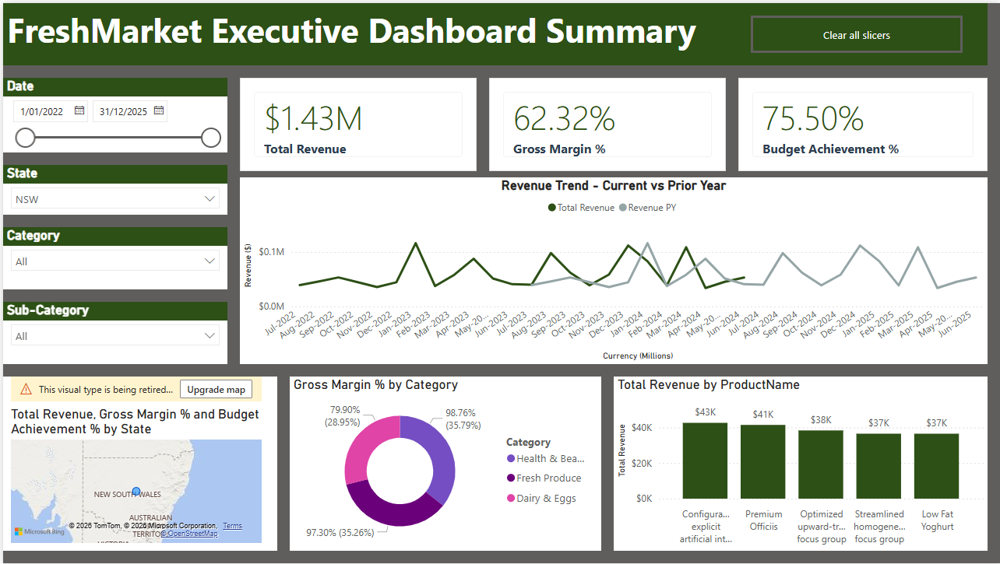 FreshMarket Executive Dashboard Summary
Clear all slicers
Date
1/01/2022
31/12/2025
State
NSW
Category
All
Sub-Category
All
$1.43M
Total Revenue
62.32%
Gross Margin %
75.50%
Budget Achievement %
Revenue Trend - Current vs Prior Year
Total Revenue
Revenue PY
Revenue ($)
$0.1M
$0.0M
Jul-2022
Aug-2022
Sep-2022
Oct-2022
Nov-2022
Dec-2022
Jan-2023
Feb-2023
Mar-2023
Apr-2023
May-20...
Jun-2023
Jul-2023
Aug-2023
Sep-2023
Oct-2023
Nov-2023
Dec-2023
Jan-2024
Feb-2024
Mar-2024
Apr-2024
May-20...
Jun-2024
Jul-2024
Aug-2024
Sep-2024
Oct-2024
Nov-2024
Dec-2024
Jan-2025
Feb-2025
Mar-2025
Apr-2025
May-20...
Jun-2025
Currency (Millions)
This visual type is being retired...
Upgrade map
Total Revenue, Gross Margin % and Budget
Achievement % by State
NEW SOUTH WALES
AUSTRALIAN
© 2026 TomTom, © 2026 Microsoft Corporation, Terms
TERRITO
© OpenStreetMap
Microsoft Bing
Gross Margin % by Category
79.90%
(28.95%)
98.76%
(35.79%)
97.30% (35.26%)
Category
Health & Bea...
Fresh Produce
Dairy & Eggs
Total Revenue by ProductName
Total Revenue
$40K
$20K
$0K
$43K
$41K
$38K
$37K
$37K
Configura...
explicit
artificial int...
Premium
Officiis
Optimized
upward-tr...
focus group
Streamlined
homogene...
focus group
Low Fat
Yoghurt